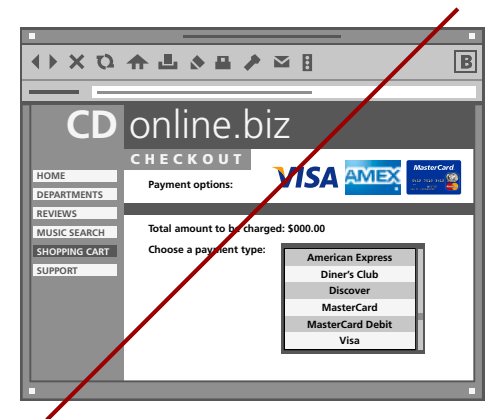 B
CD online.biz
CHECKOUT
HOME
DEPARTMENTS
REVIEWS
MUSIC SEARCH
SHOPPING CART
SUPPORT
Payment options:
VISA
AMEX
MasterCard
Total amount to be charged: $000.00
Choose a payment type:
American Express
Diner's Club
Discover
MasterCard
MasterCard Debit
Visa